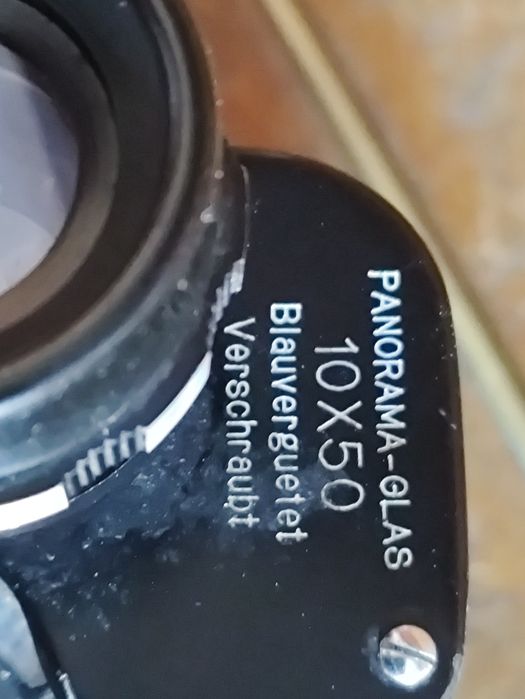 PANORAMA-GLAS
10X50
Blauverguetet
Verschraubt